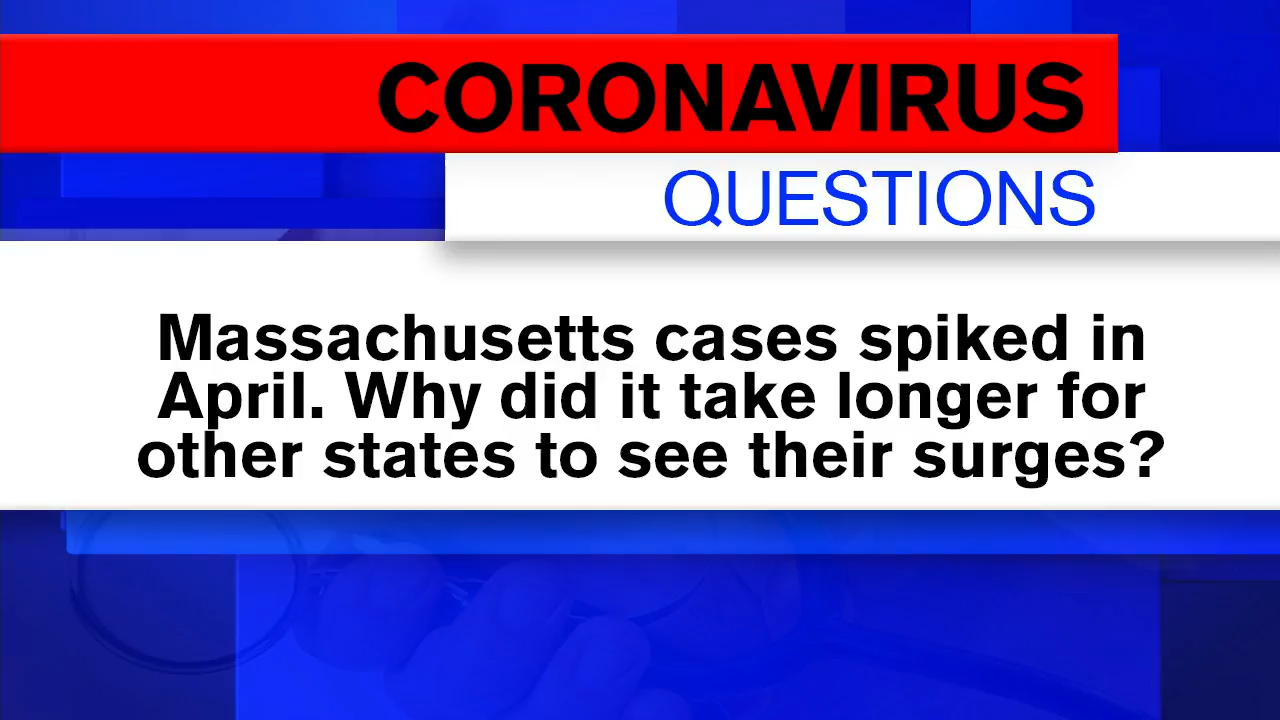 CORONAVIRUS
QUESTIONS
Massachusetts cases spiked in
April. Why did it take longer for
other states to see their surges?